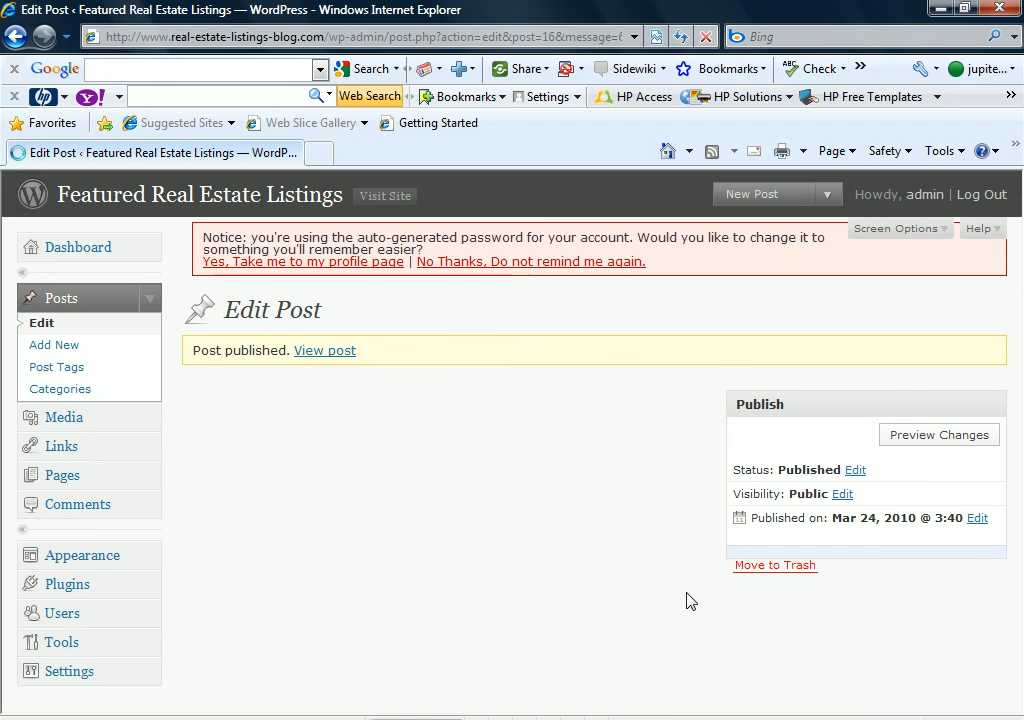 Edit Post ‹ Featured Real Estate Listings — WordPress - Windows Internet Explorer
http://www.real-estate-listings-blog.com/wp-admin/post.php?action=edit&post=16&message=6
Bing
x Google Search Share Sidewiki Bookmarks ABC Check » jupite...
x hp Y! Web Search Bookmarks Settings HP Access HP Solutions HP Free Templates »
Favorites Suggested Sites Web Slice Gallery Getting Started
Edit Post ‹ Featured Real Estate Listings — WordP... Page Safety Tools »
Featured Real Estate Listings Visit Site New Post Howdy, admin | Log Out
Screen Options Help
Notice: you're using the auto-generated password for your account. Would you like to change it to
something you'll remember easier?
Yes, Take me to my profile page | No Thanks, Do not remind me again.
Dashboard
Posts
Edit
Add New
Post Tags
Categories
Media
Links
Pages
Comments
Appearance
Plugins
Users
Tools
Settings
Edit Post
Post published. View post
Publish
Preview Changes
Status: Published Edit
Visibility: Public Edit
Published on: Mar 24, 2010 @ 3:40 Edit
Move to Trash